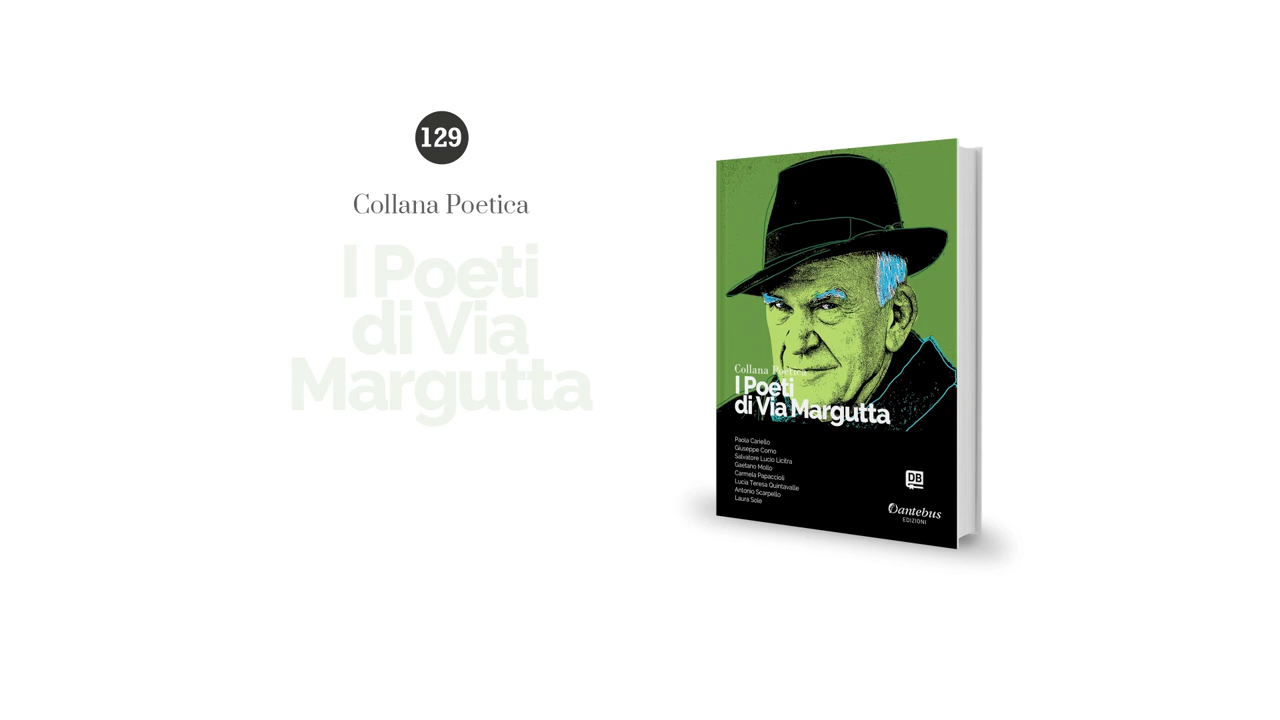 129
Collana Poetica
I Poeti
di Via
Margutta
Collana Poetica
I Poeti
di Via Margutta
Paola Cariello
Giuseppe Como
Salvatore Lucio Licitra
Gaetano Mollo
Carmela Papaccioli
Lucia Teresa Quintavalle
Antonio Scarpello
Laura Sole
DB
Dantebus
EDIZIONI